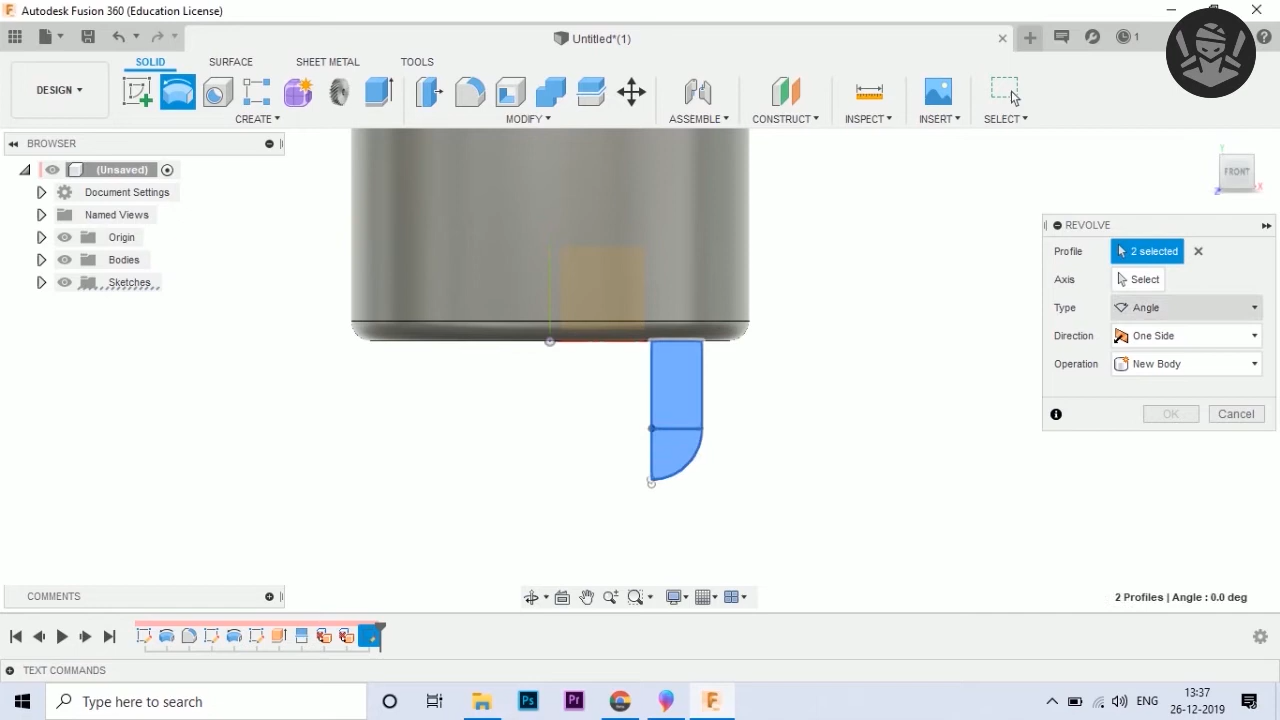 Autodesk Fusion 360 (Education License)
Untitled*(1)
1
SOLID
SURFACE
SHEET METAL
TOOLS
DESIGN
CREATE
MODIFY
ASSEMBLE
CONSTRUCT
INSPECT
INSERT
SELECT
BROWSER
(Unsaved)
Document Settings
Named Views
Origin
Bodies
Sketches
Y
FRONT
Z
X
REVOLVE
Profile
2 selected
Axis
Select
Type
Angle
Direction
One Side
Operation
New Body
OK
Cancel
COMMENTS
2 Profiles | Angle : 0.0 deg
TEXT COMMANDS
Type here to search
Ps
Pr
ENG
13:37
26-12-2019